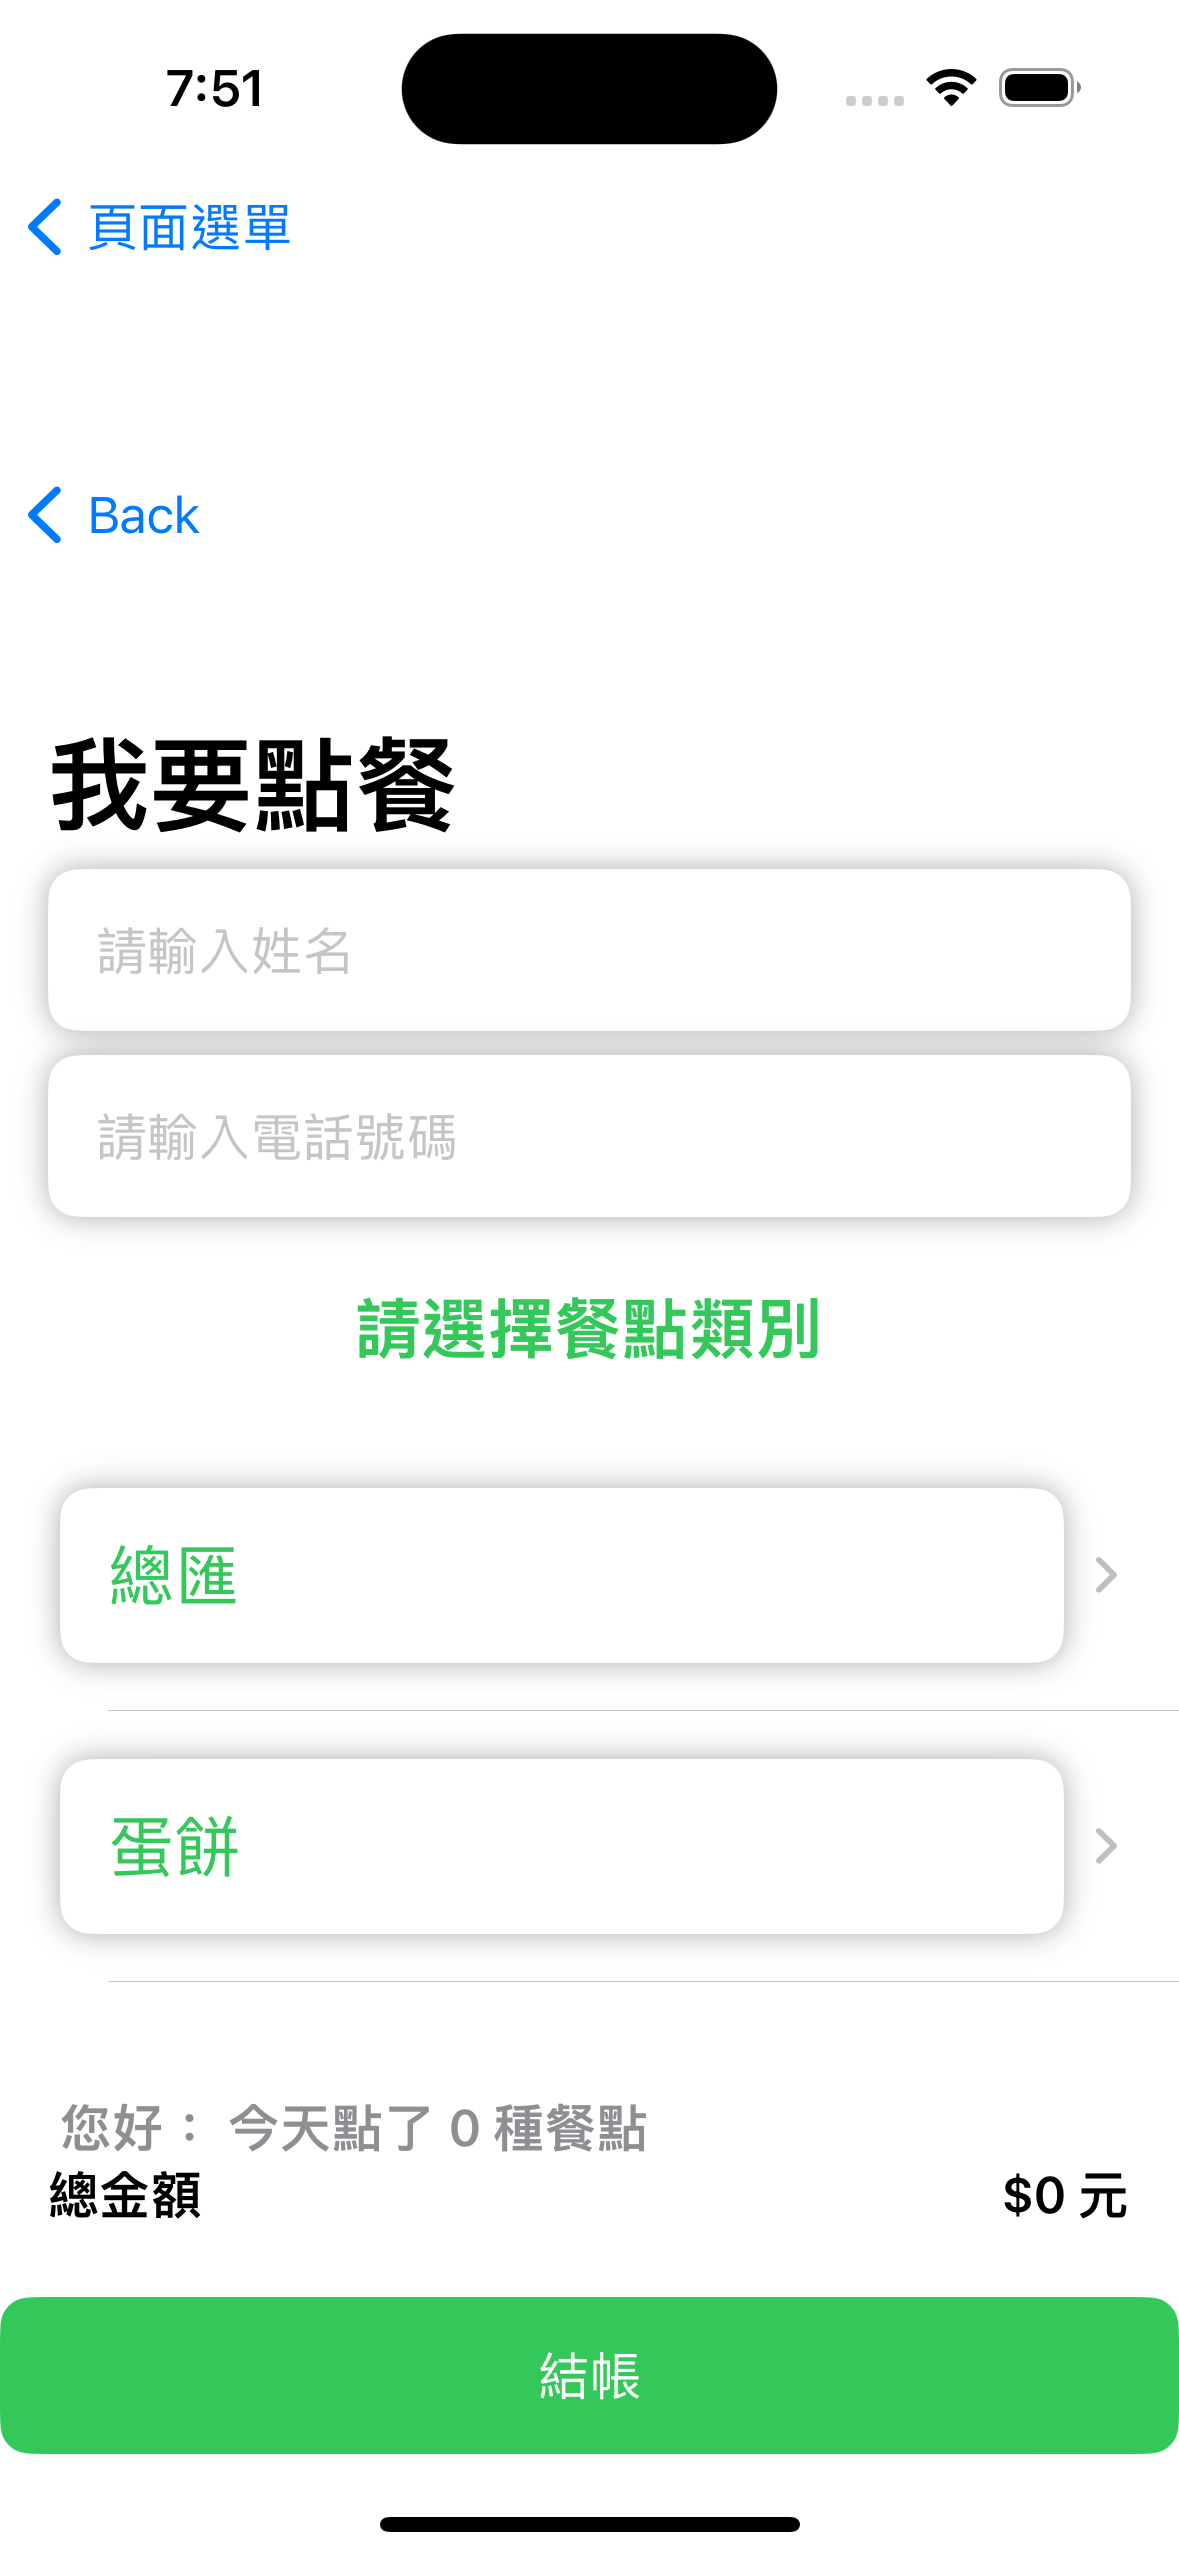 7:51
頁面選單
Back
我要點餐
請輸入姓名
請輸入電話號碼
請選擇餐點類別
總匯
蛋餅
您好： 今天點了 0 種餐點
總金額 $0 元
結帳